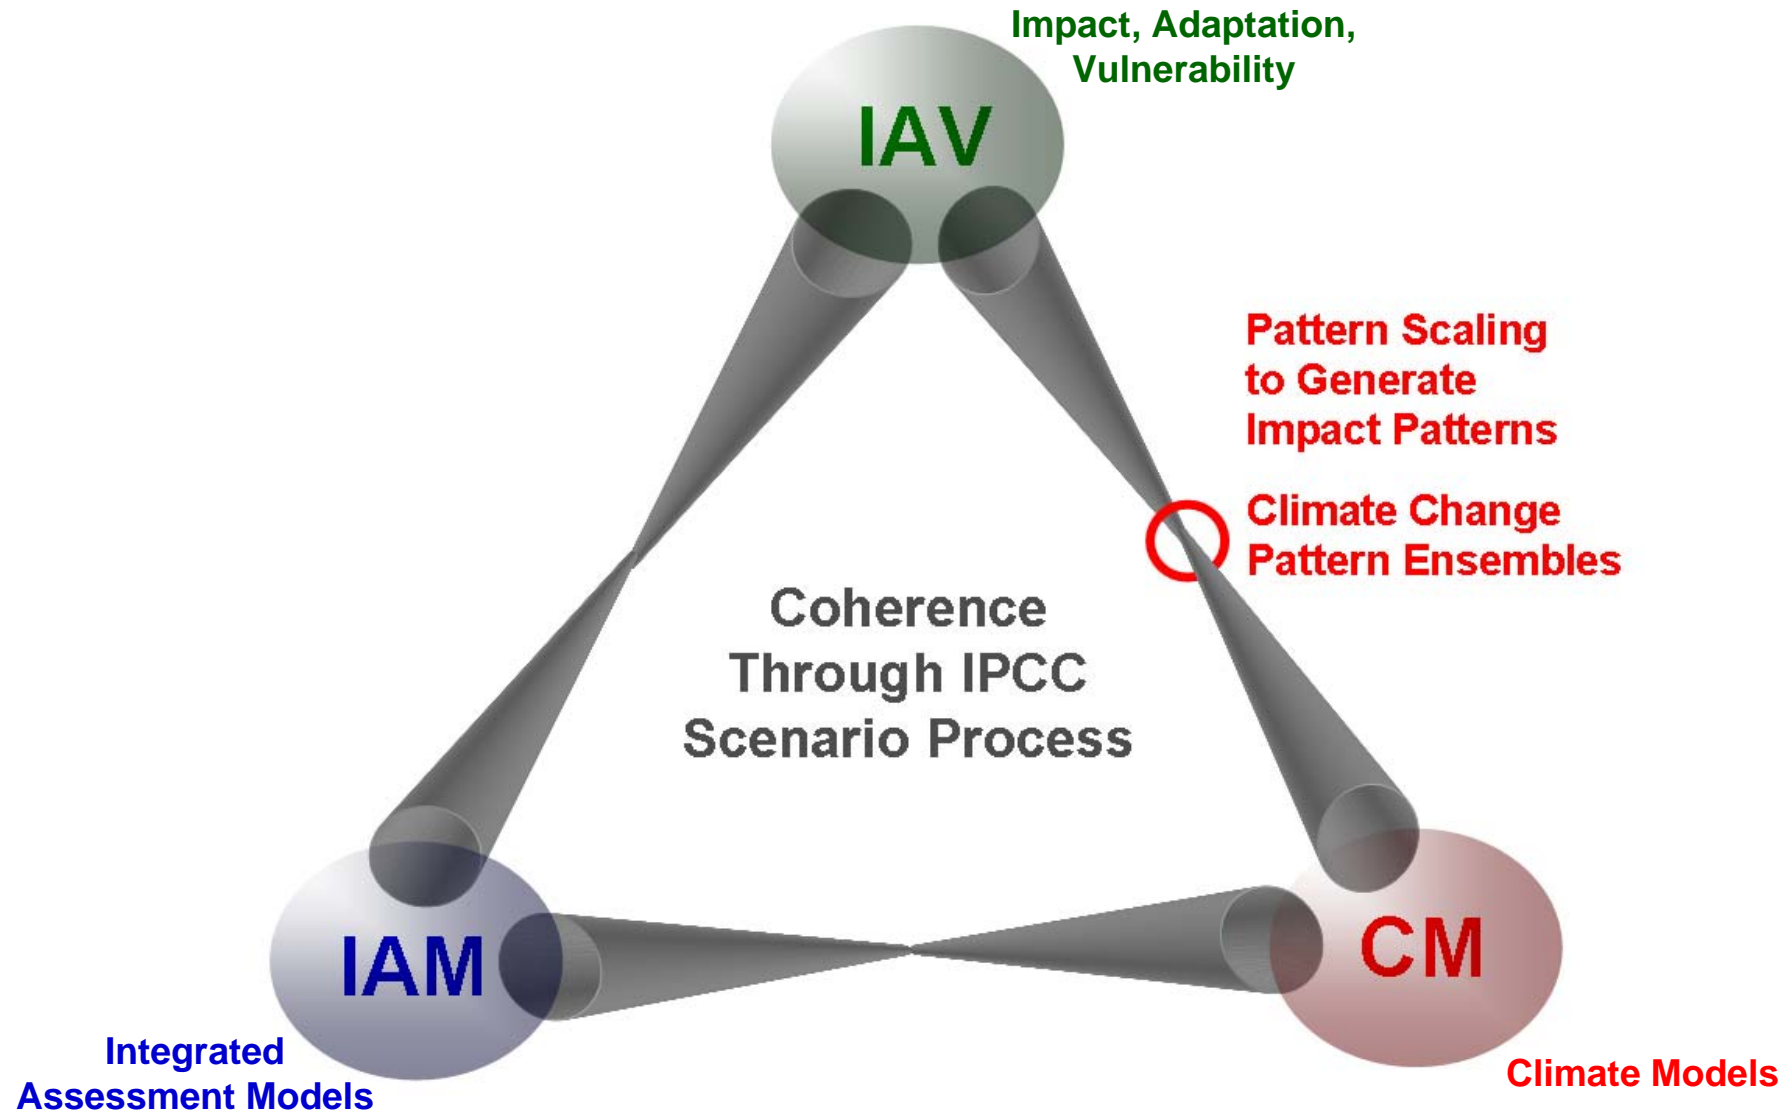 Impact, Adaptation,
Vulnerability
IAV
Pattern Scaling
to Generate
Impact Patterns
Climate Change
Pattern Ensembles
Coherence
Through IPCC
Scenario Process
IAM
CM
Integrated
Assessment Models
Climate Models